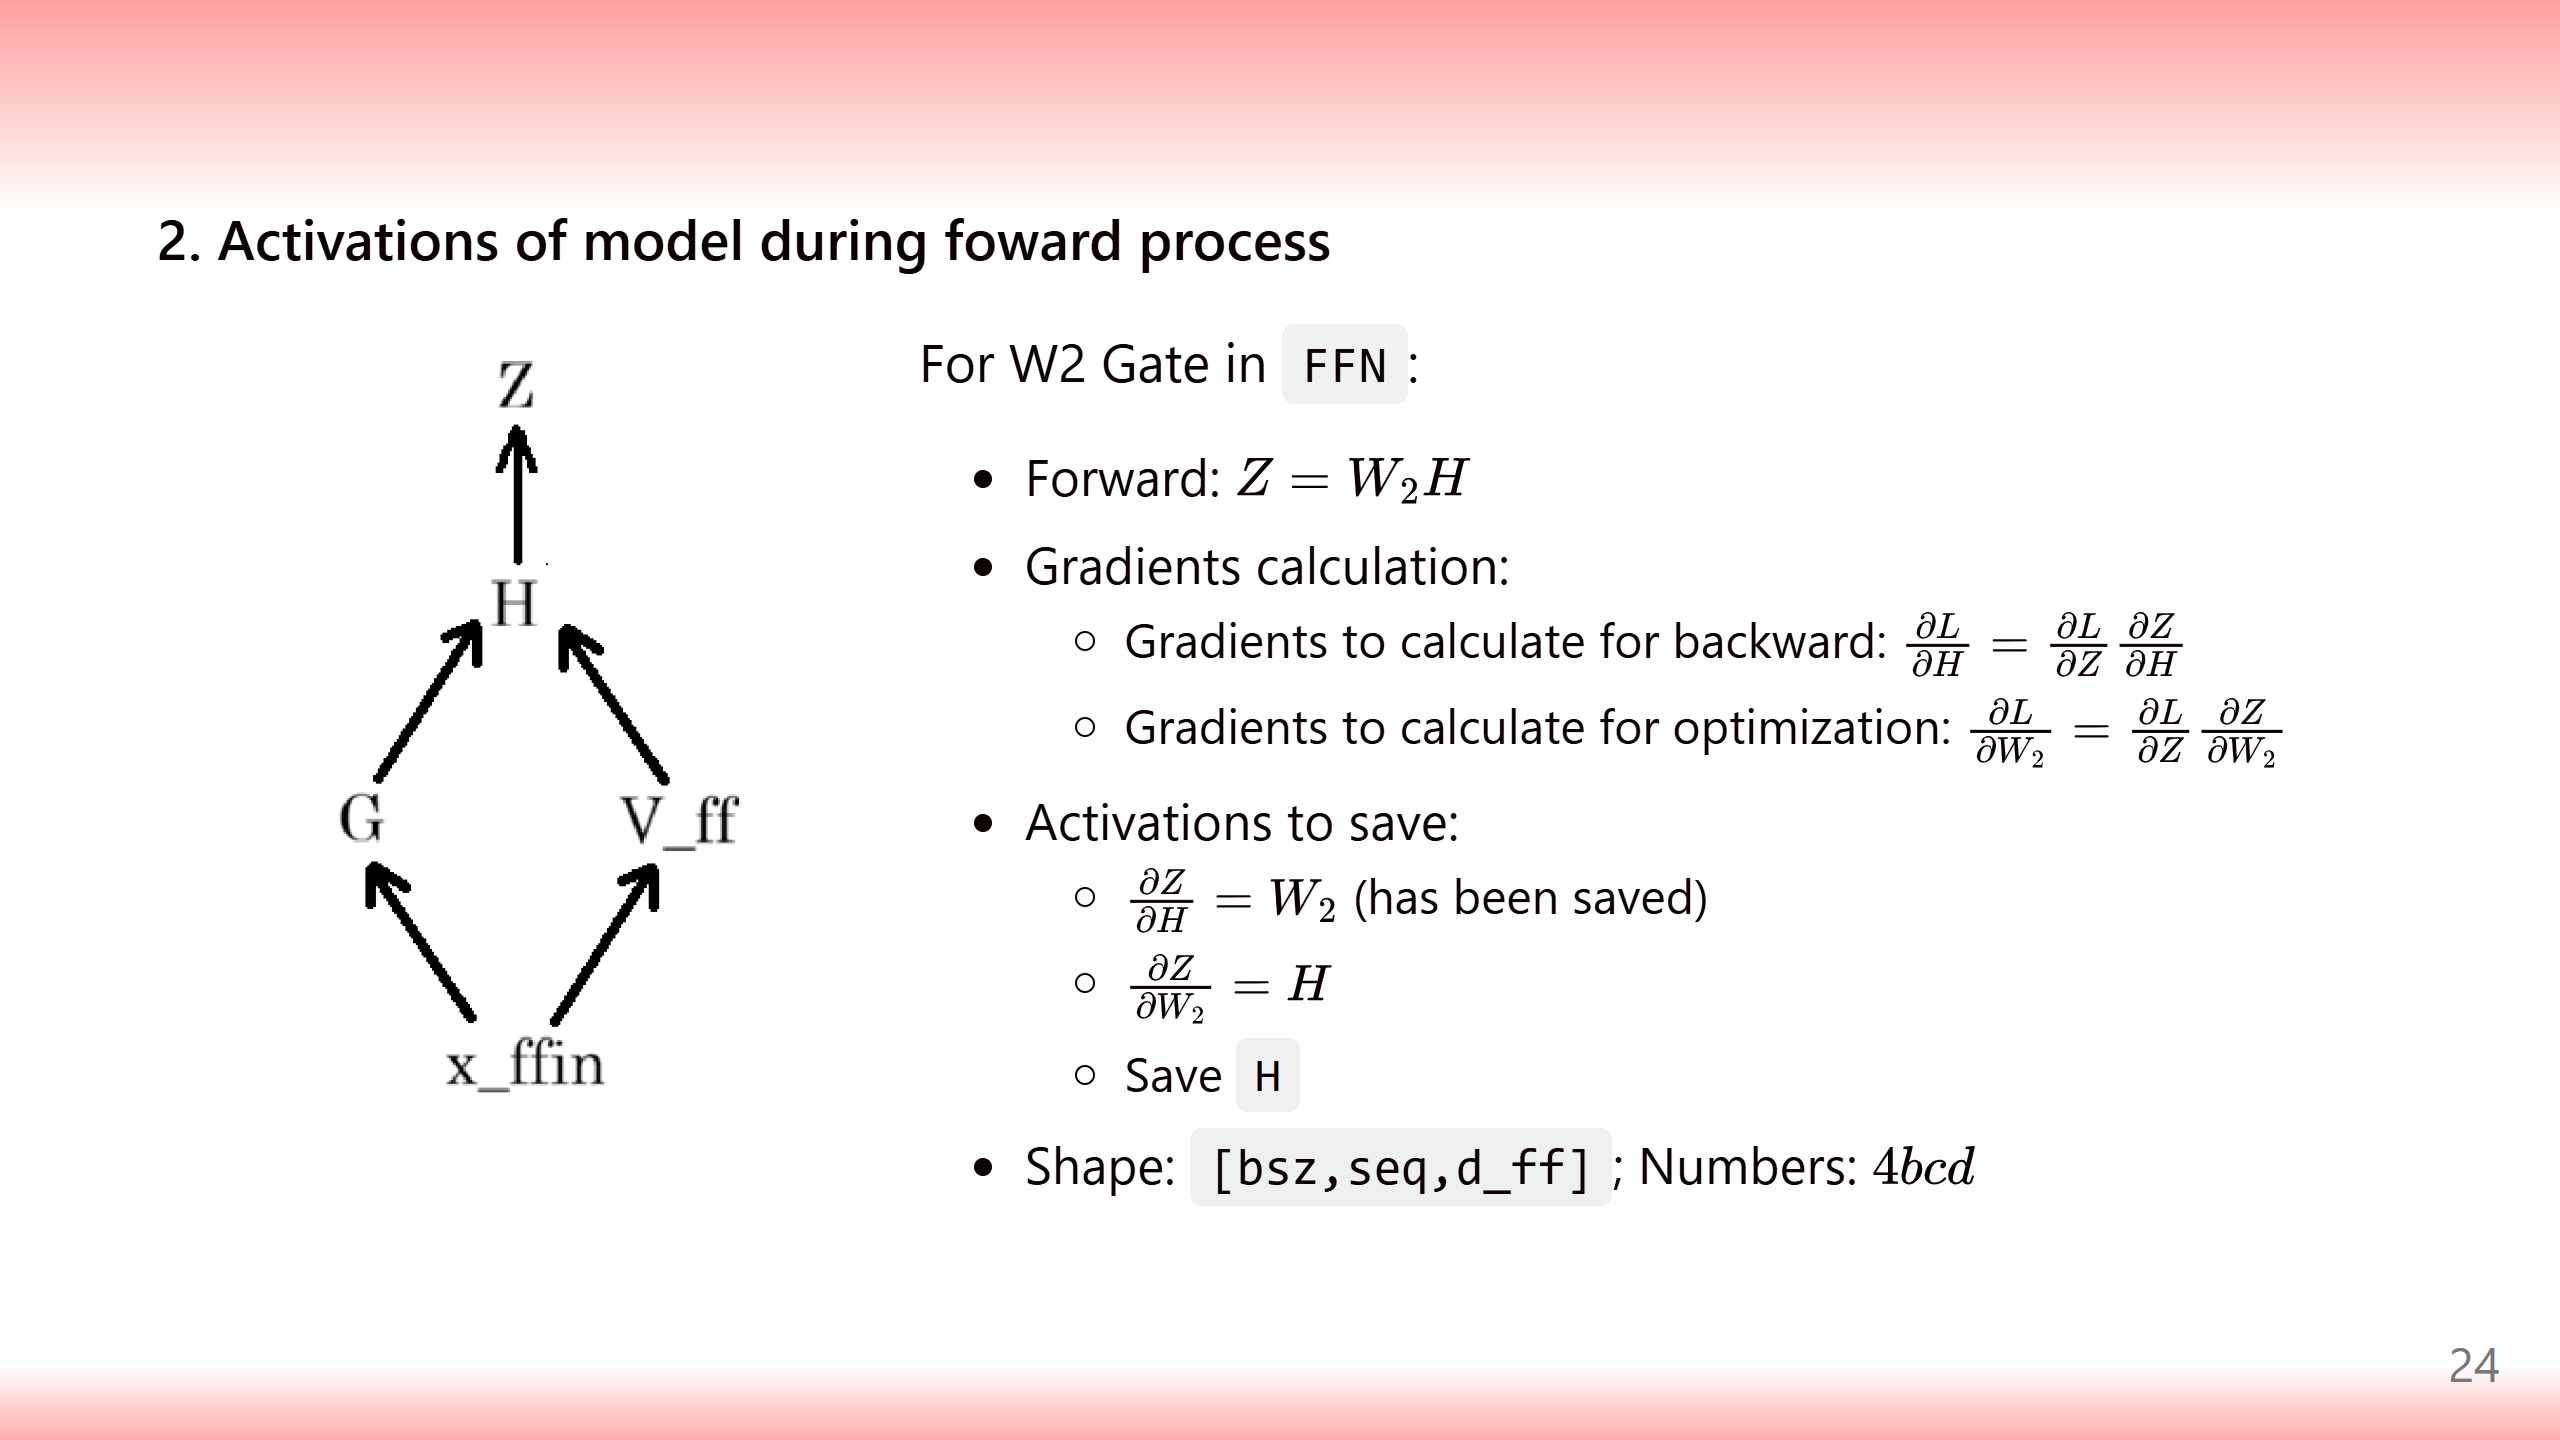 2. Activations of model during foward process
Z
H
G
V_ff
x_ffin
For W2 Gate in FFN :
• Forward: Z = W₂H
• Gradients calculation:
○ Gradients to calculate for backward: ∂L/∂H = ∂L/∂Z ∂Z/∂H
○ Gradients to calculate for optimization: ∂L/∂W₂ = ∂L/∂Z ∂Z/∂W₂
• Activations to save:
○ ∂Z/∂H = W₂ (has been saved)
○ ∂Z/∂W₂ = H
○ Save H
• Shape: [bsz,seq,d_ff] ; Numbers: 4bcd
24